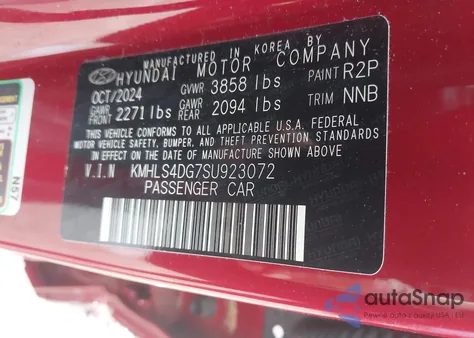 MANUFACTURED IN KOREA BY
HYUNDAI MOTOR COMPANY
OCT/2024 GVWR 3858 lbs PAINT R2P
GAWR FRONT 2271 lbs GAWR REAR 2094 lbs TRIM NNB
THIS VEHICLE CONFORMS TO ALL APPLICABLE U.S.A. FEDERAL
MOTOR VEHICLE SAFETY, BUMPER, AND THEFT PREVENTION STANDARDS
IN EFFECT ON THE DATE OF MANUFACTURE SHOWN ABOVE
V.I.N KMHLS4DG7SU923072
PASSENGER CAR
N57
autoSnap